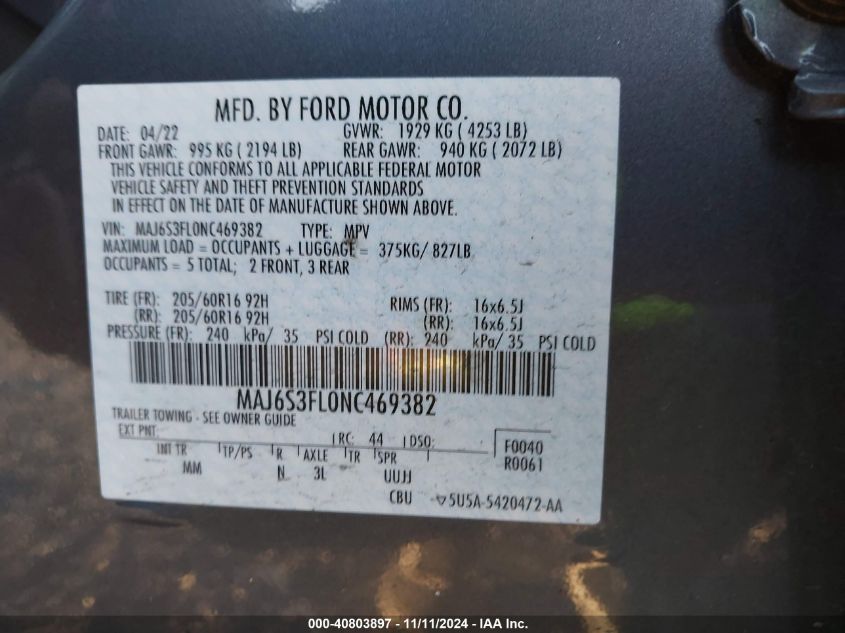 MFD. BY FORD MOTOR CO.
DATE: 04/22 GVWR: 1929 KG ( 4253 LB)
FRONT GAWR: 995 KG ( 2194 LB) REAR GAWR: 940 KG ( 2072 LB)
THIS VEHICLE CONFORMS TO ALL APPLICABLE FEDERAL MOTOR
VEHICLE SAFETY AND THEFT PREVENTION STANDARDS
IN EFFECT ON THE DATE OF MANUFACTURE SHOWN ABOVE.
VIN: MAJ6S3FL0NC469382 TYPE: MPV
MAXIMUM LOAD = OCCUPANTS + LUGGAGE = 375KG/ 827LB
OCCUPANTS = 5 TOTAL; 2 FRONT, 3 REAR
TIRE (FR): 205/60R16 92H RIMS (FR): 16x6.5J
(RR): 205/60R16 92H (RR): 16x6.5J
PRESSURE (FR): 240 kPa/ 35 PSI COLD (RR): 240 kPa/ 35 PSI COLD
MAJ6S3FL0NC469382
TRAILER TOWING - SEE OWNER GUIDE
EXT PNT: RC: 44 DSO: F0040
INT TR TP/PS R AXLE TR SPR R0061
MM N 3L UUJJ
CBU 5U5A-5420472-AA
000-40803897 - 11/11/2024 - IAA Inc.